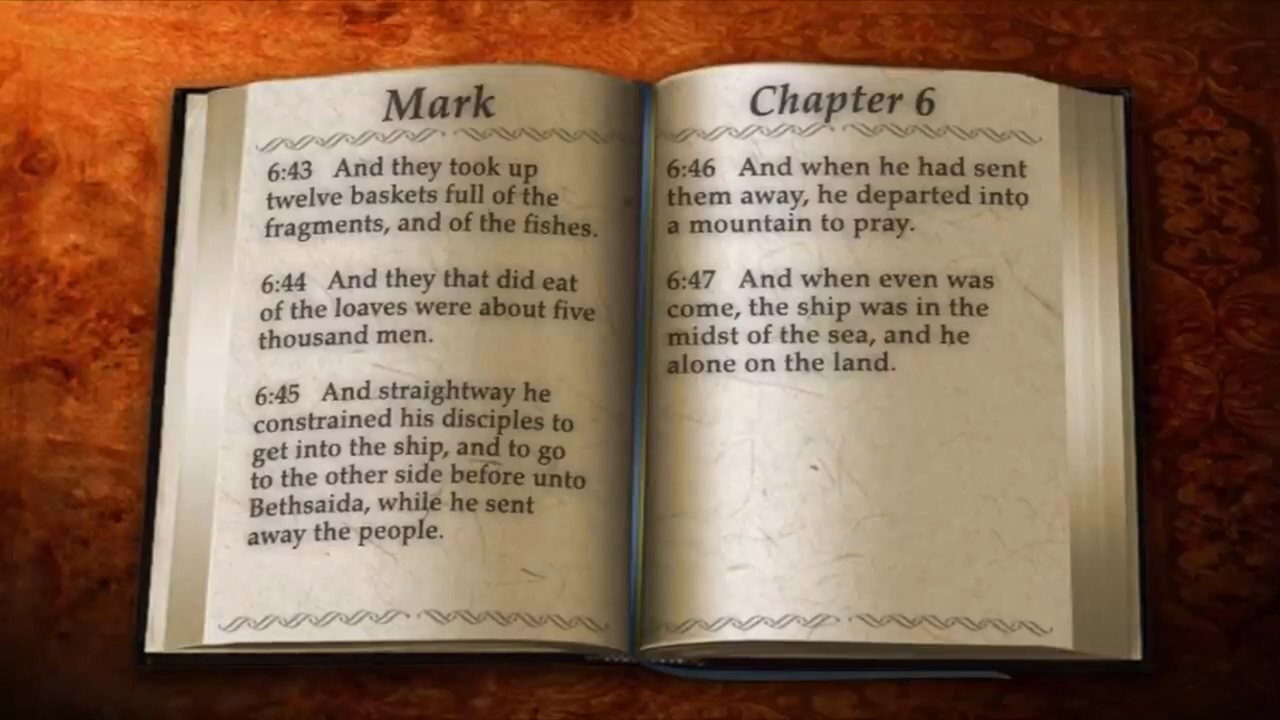 Mark
6:43 And they took up
twelve baskets full of the
fragments, and of the fishes.
6:44 And they that did eat
of the loaves were about five
thousand men.
6:45 And straightway he
constrained his disciples to
get into the ship, and to go
to the other side before unto
Bethsaida, while he sent
away the people.
Chapter 6
6:46 And when he had sent
them away, he departed into
a mountain to pray.
6:47 And when even was
come, the ship was in the
midst of the sea, and he
alone on the land.